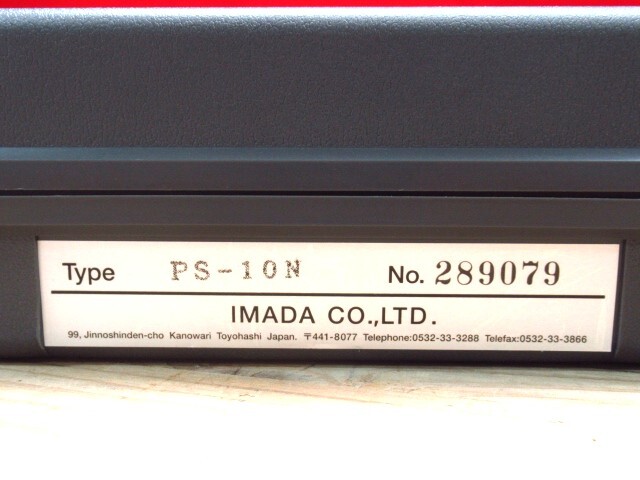 Type PS-10N No. 289079
IMADA CO.,LTD.
99, Jinnoshinden-cho Kanowari Toyohashi Japan. 〒441-8077 Telephone:0532-33-3288 Telefax:0532-33-3866